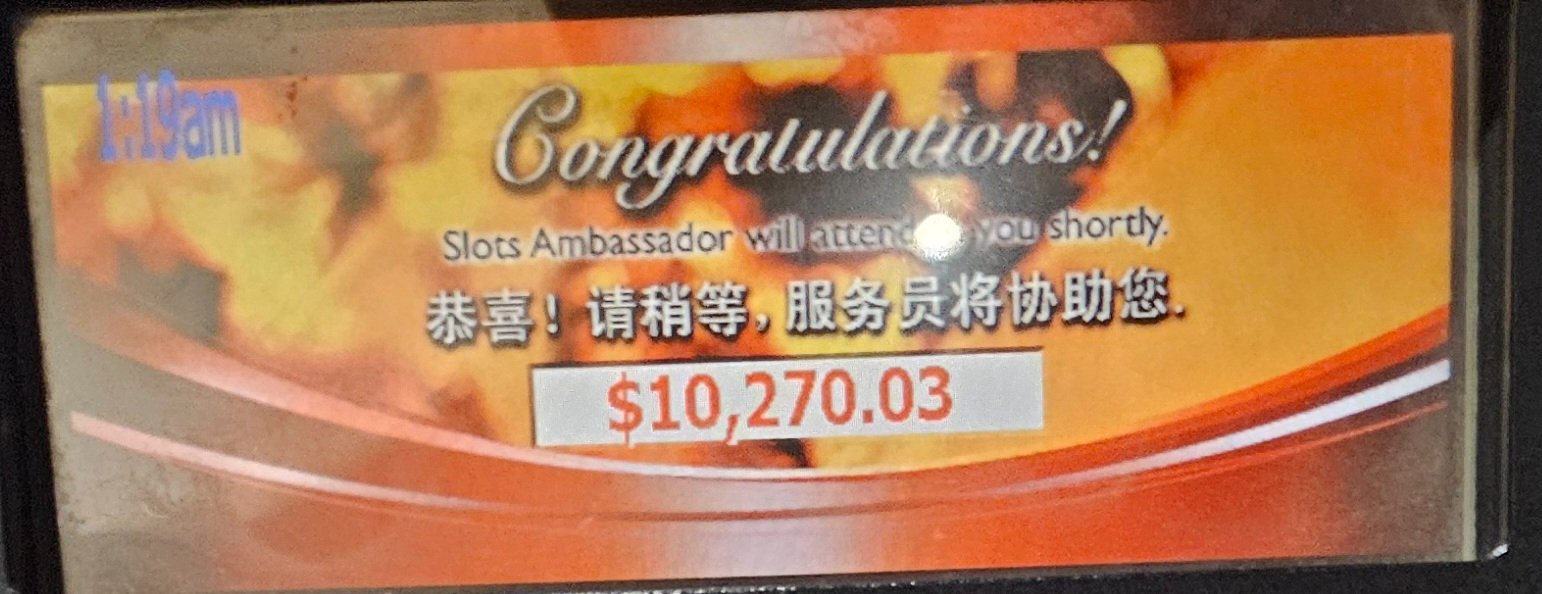 1:19am
Congratulations!
Slots Ambassador will attend you shortly.
恭喜！请稍等，服务员将协助您.
$10,270.03